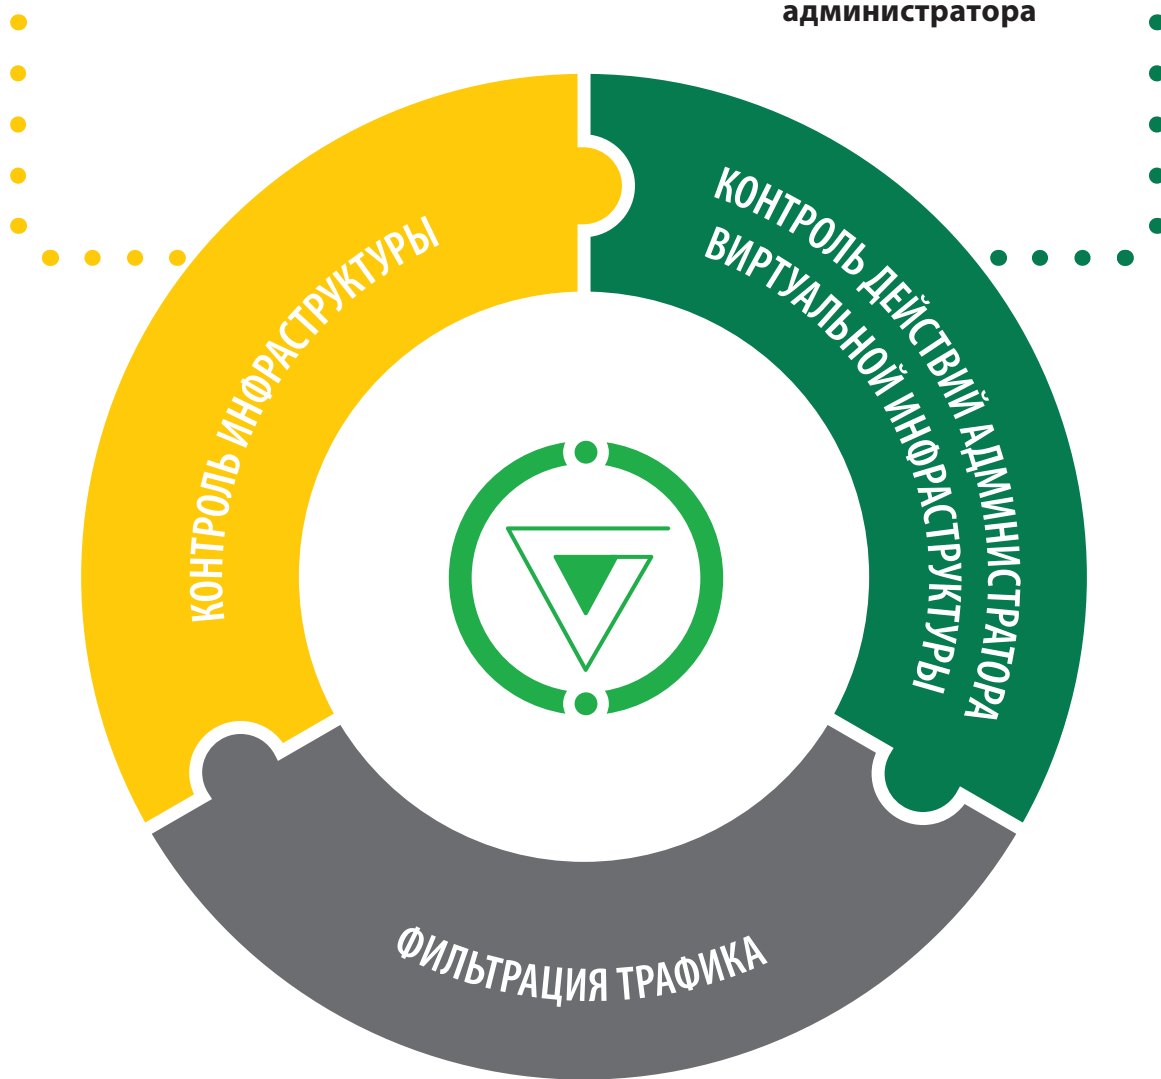 администратора
КОНТРОЛЬ ИНФРАСТРУКТУРЫ
КОНТРОЛЬ ДЕЙСТВИЙ АДМИНИСТРАТОРА
ВИРТУАЛЬНОЙ ИНФРАСТРУКТУРЫ
ФИЛЬТРАЦИЯ ТРАФИКА